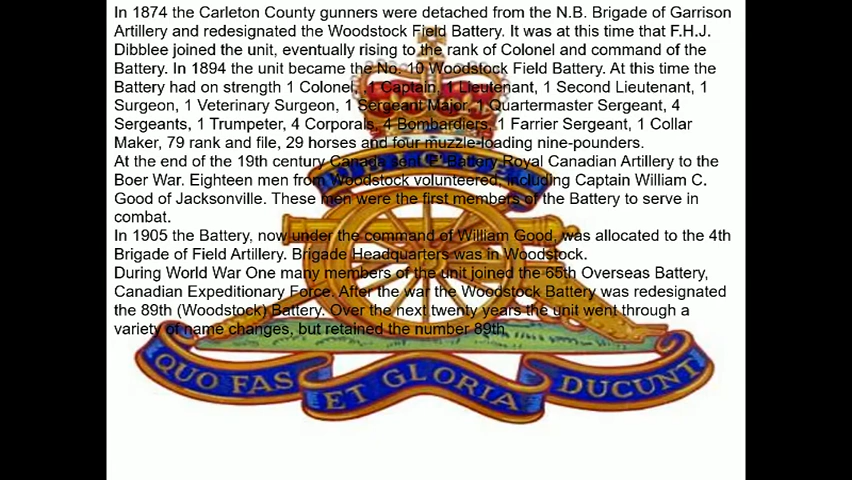 In 1874 the Carleton County gunners were detached from the N.B. Brigade of Garrison
Artillery and redesignated the Woodstock Field Battery. It was at this time that F.H.J.
Dibblee joined the unit, eventually rising to the rank of Colonel and command of the
Battery. In 1894 the unit became the No. 10 Woodstock Field Battery. At this time the
Battery had on strength 1 Colonel, 1 Captain, 1 Lieutenant, 1 Second Lieutenant, 1
Surgeon, 1 Veterinary Surgeon, 1 Sergeant Major, 1 Quartermaster Sergeant, 4
Sergeants, 1 Trumpeter, 4 Corporals, 4 Bombardiers, 1 Farrier Sergeant, 1 Collar
Maker, 79 rank and file, 29 horses and four muzzle-loading nine-pounders.
At the end of the 19th century Canada sent Battery Royal Canadian Artillery to the
Boer War. Eighteen men from Woodstock volunteered, including Captain William C.
Good of Jacksonville. These men were the first members of the Battery to serve in
combat.
In 1905 the Battery, now under the command of William Good, was allocated to the 4th
Brigade of Field Artillery. Brigade Headquarters was in Woodstock.
During World War One many members of the unit joined the 65th Overseas Battery,
Canadian Expeditionary Force. After the war the Woodstock Battery was redesignated
the 89th (Woodstock) Battery. Over the next twenty years the unit went through a
variety of name changes, but retained the number 89th.
QUO FAS ET GLORIA DUCUNT